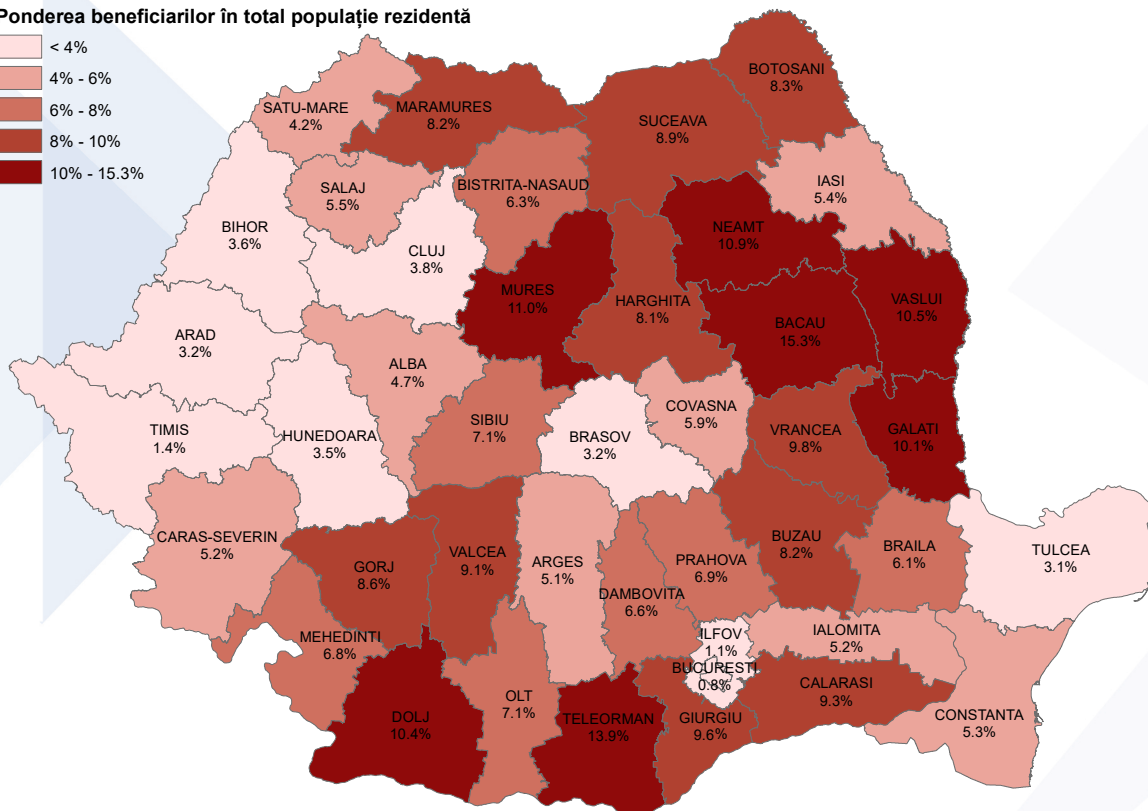 Ponderea beneficiarilor în total populație rezidentă
< 4%
4% - 6%
6% - 8%
8% - 10%
10% - 15.3%
BOTOSANI
8.3%
SATU-MARE
4.2%
MARAMURES
8.2%
SUCEAVA
8.9%
SALAJ
5.5%
BISTRITA-NASAUD
6.3%
IASI
5.4%
BIHOR
3.6%
CLUJ
3.8%
NEAMT
10.9%
MURES
11.0%
HARGHITA
8.1%
VASLUI
10.5%
BACAU
15.3%
ARAD
3.2%
ALBA
4.7%
TIMIS
1.4%
HUNEDOARA
3.5%
SIBIU
7.1%
BRASOV
3.2%
COVASNA
5.9%
VRANCEA
9.8%
GALATI
10.1%
CARAS-SEVERIN
5.2%
GORJ
8.6%
VALCEA
9.1%
ARGES
5.1%
DAMBOVITA
6.6%
PRAHOVA
6.9%
BUZAU
8.2%
BRAILA
6.1%
TULCEA
3.1%
MEHEDINTI
6.8%
ILFOV
1.1%
BUCURESTI
0.8%
IALOMITA
5.2%
CALARASI
9.3%
OLT
7.1%
DOLJ
10.4%
TELEORMAN
13.9%
GIURGIU
9.6%
CONSTANTA
5.3%